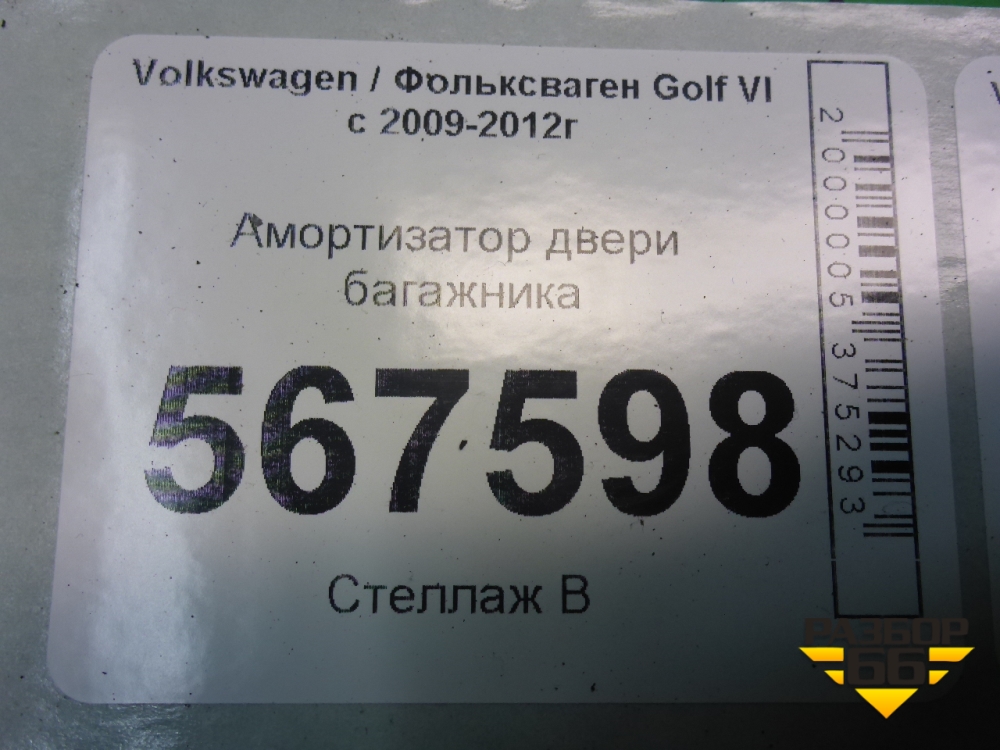 Volkswagen / Фольксваген Golf VI
с 2009-2012г
Амортизатор двери
багажника
567598
Стеллаж В
2000005375293
РАЗБОР
66